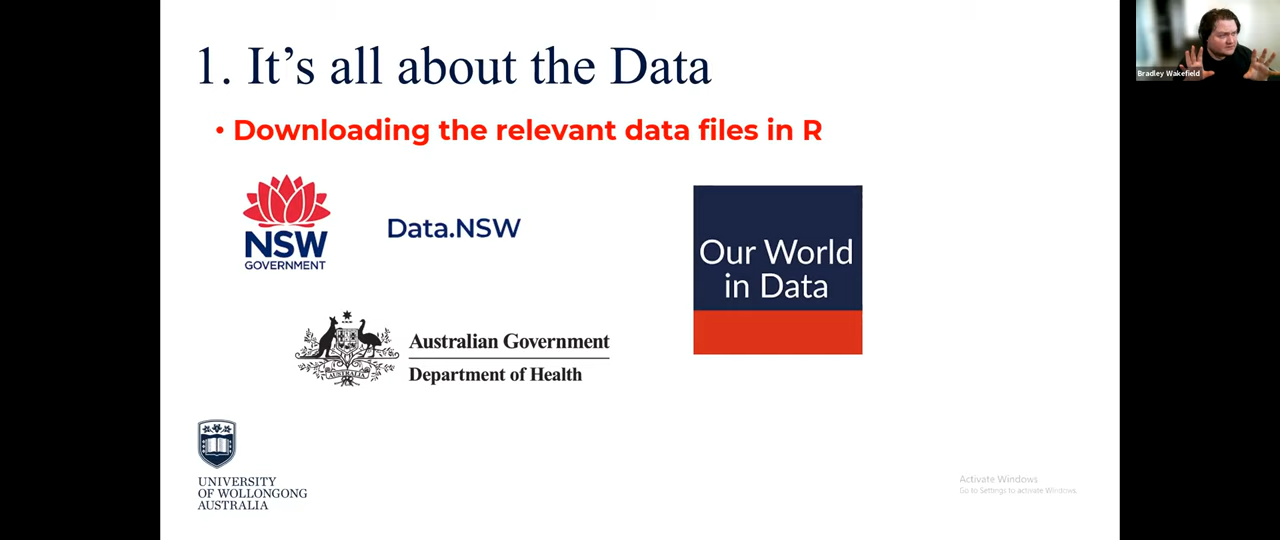 1. It's all about the Data
Bradley Wakefield
• Downloading the relevant data files in R
NSW
GOVERNMENT
Data.NSW
Our World
in Data
Australian Government
Department of Health
AUSTRALIA
UNIVERSITY
OF WOLLONGONG
AUSTRALIA
Activate Windows
Go to Settings to activate Windows.